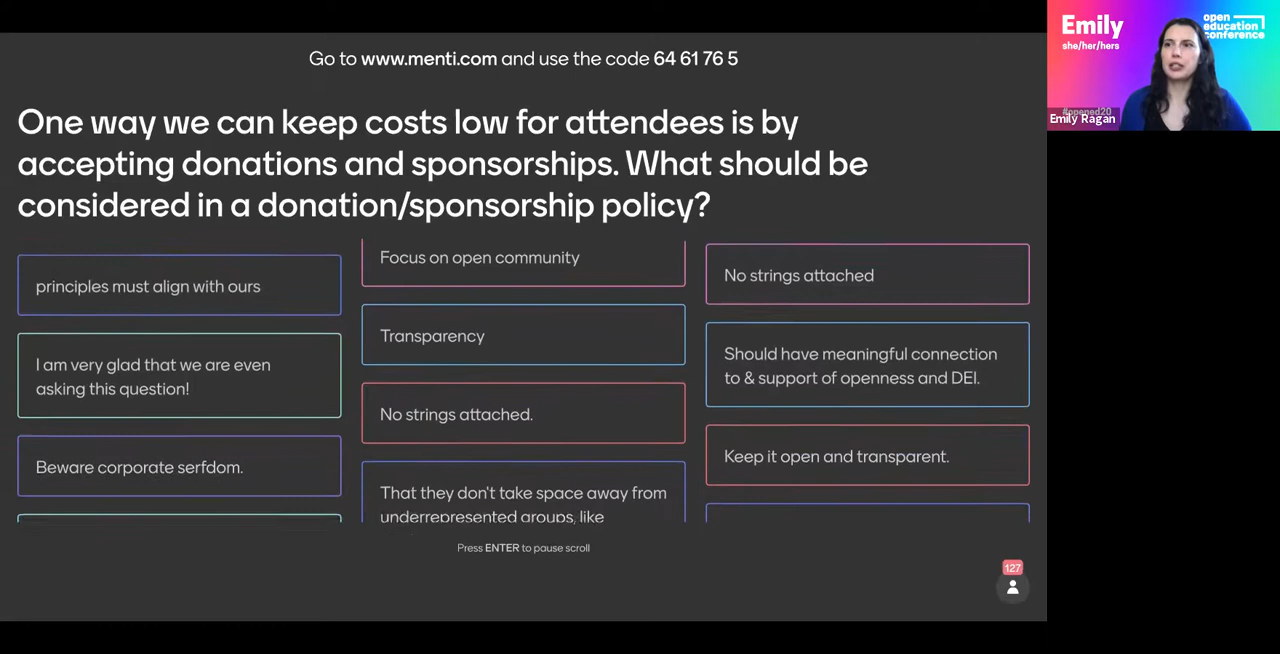 Go to www.menti.com and use the code 64 61 76 5
One way we can keep costs low for attendees is by
accepting donations and sponsorships. What should be
considered in a donation/sponsorship policy?
principles must align with ours
I am very glad that we are even
asking this question!
Beware corporate serfdom.
Focus on open community
Transparency
No strings attached.
That they don't take space away from
underrepresented groups, like
No strings attached
Should have meaningful connection
to & support of openness and DEI.
Keep it open and transparent.
Press ENTER to pause scroll
127
Emily
she/her/hers
open
education
conference
#opened20
Emily Ragan